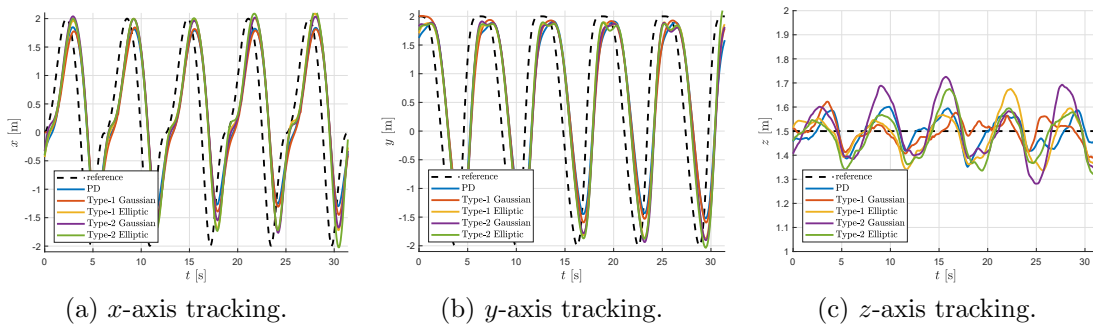 2
1.5
1
0.5
0
-0.5
-1
-1.5
-2
x [m]
reference
PD
Type-1 Gaussian
Type-1 Elliptic
Type-2 Gaussian
Type-2 Elliptic
0 5 10 15 20 25 30
t [s]
(a) x-axis tracking.
2
1.5
1
0.5
0
-0.5
-1
-1.5
-2
y [m]
reference
PD
Type-1 Gaussian
Type-1 Elliptic
Type-2 Gaussian
Type-2 Elliptic
0 5 10 15 20 25 30
t [s]
(b) y-axis tracking.
2
1.9
1.8
1.7
1.6
1.5
1.4
1.3
1.2
1.1
1
z [m]
reference
PD
Type-1 Gaussian
Type-1 Elliptic
Type-2 Gaussian
Type-2 Elliptic
0 5 10 15 20 25 30
t [s]
(c) z-axis tracking.